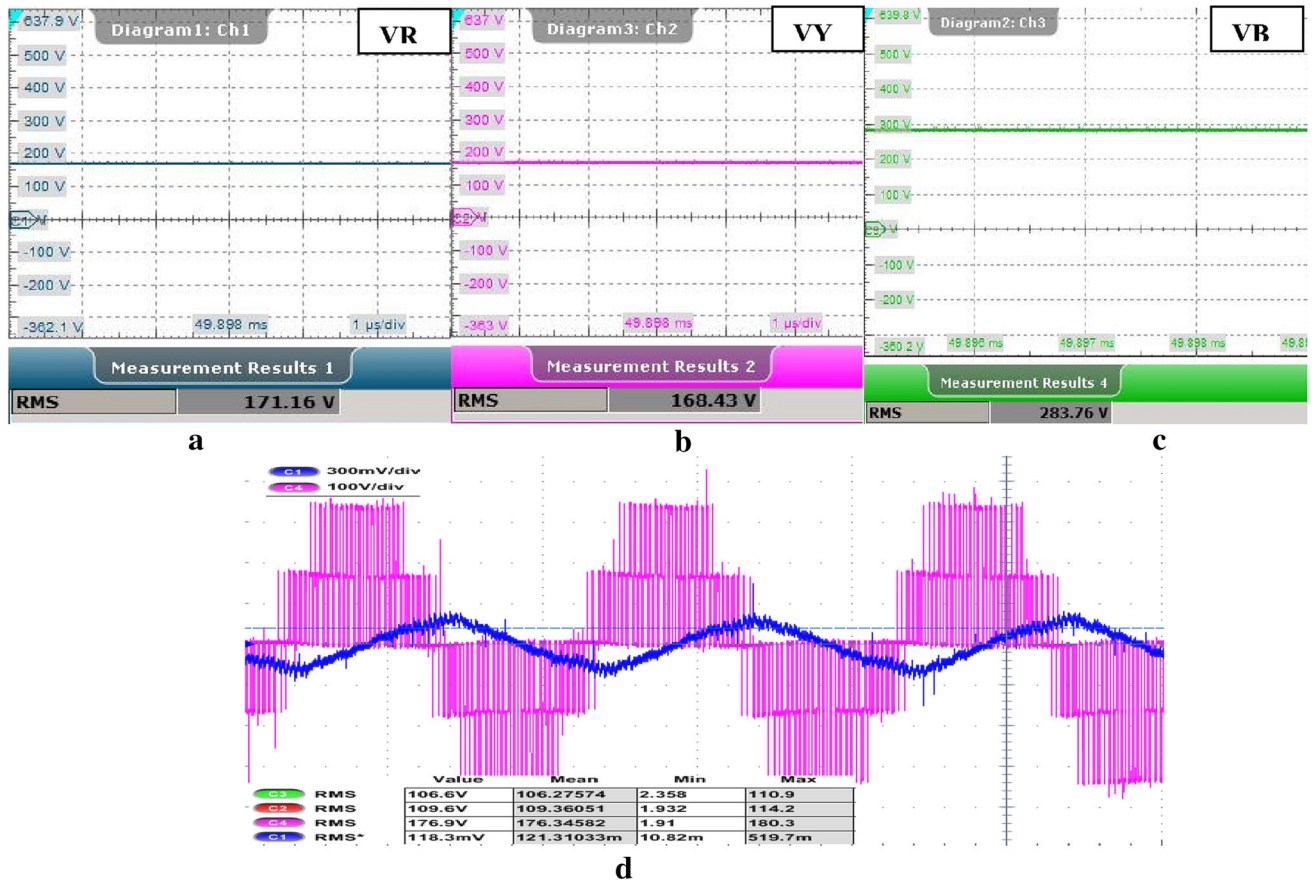 637.9 V
Diagram1: Ch1
VR
500 V
400 V
300 V
200 V
100 V
-100 V
-200 V
-362.1 V
49.898 ms
1 µs/div
Measurement Results 1
RMS 171.16 V
a
637 V
Diagram3: Ch2
VY
500 V
400 V
300 V
200 V
100 V
-100 V
-200 V
-363 V
49.898 ms
1 µs/div
Measurement Results 2
RMS 168.43 V
b
639.8 V
Diagram2: Ch3
VB
500 V
400 V
300 V
200 V
100 V
-100 V
-200 V
-360.2 V
49.896 ms
49.897 ms
49.898 ms
Measurement Results 4
RMS 283.76 V
c
C1 300mV/div
C4 100V/div
Value Mean Min Max
C3 RMS 106.6V 106.27574 2.358 110.9
C2 RMS 109.6V 109.36051 1.932 114.2
C4 RMS 176.9V 176.34582 1.91 180.3
C1 RMS* 118.3mV 121.31033m 10.82m 519.7m
d